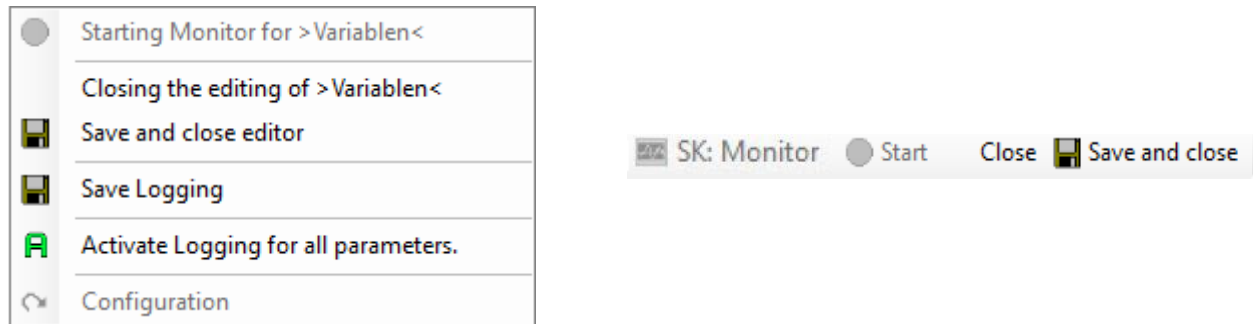 Starting Monitor for >Variablen<
Closing the editing of >Variablen<
Save and close editor
Save Logging
Activate Logging for all parameters.
Configuration
SK: Monitor Start Close Save and close